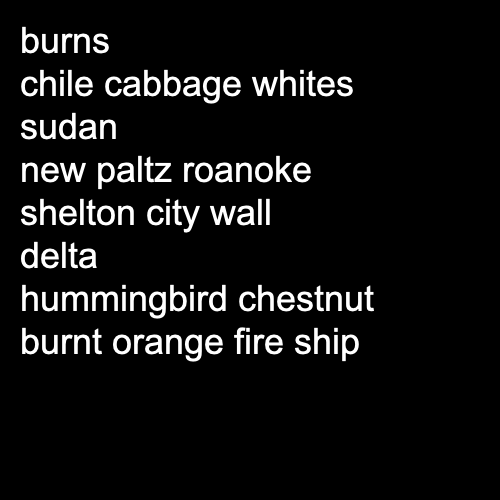 burns
chile cabbage whites
sudan
new paltz roanoke
shelton city wall
delta
hummingbird chestnut
burnt orange fire ship